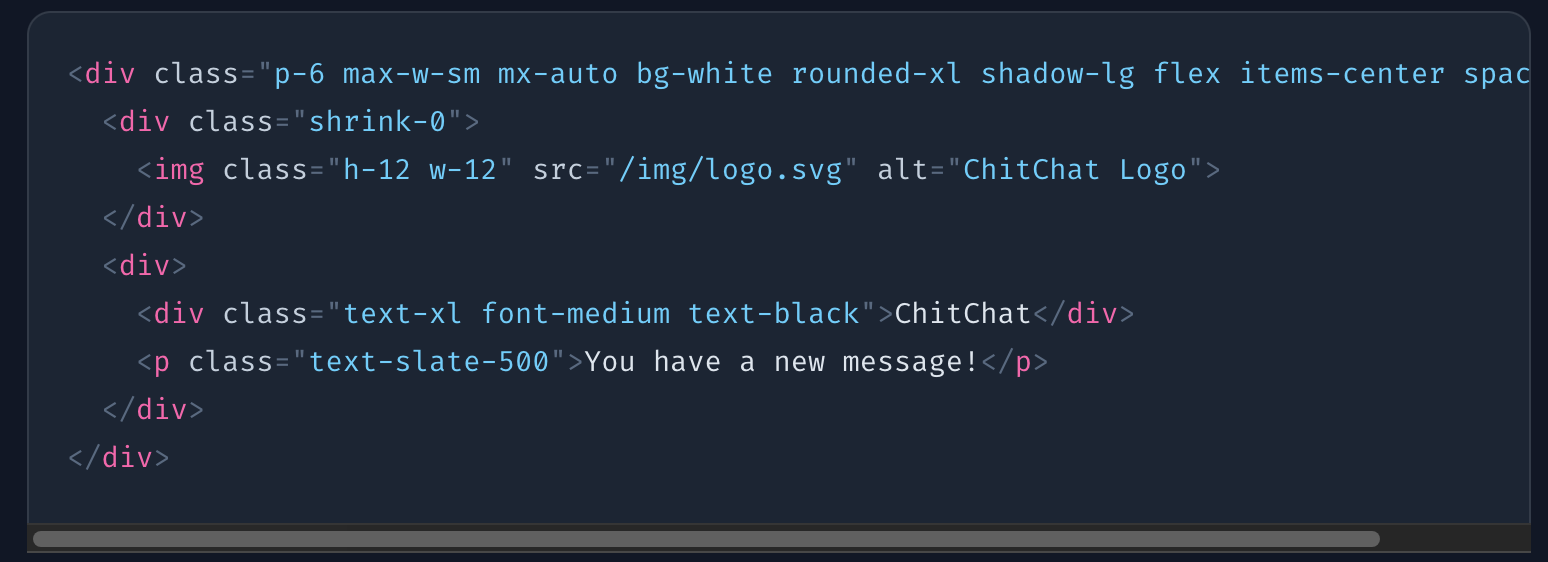 <div class="p-6 max-w-sm mx-auto bg-white rounded-xl shadow-lg flex items-center spac
<div class="shrink-0">
<img class="h-12 w-12" src="/img/logo.svg" alt="ChitChat Logo">
</div>
<div>
<div class="text-xl font-medium text-black">ChitChat</div>
<p class="text-slate-500">You have a new message!</p>
</div>
</div>